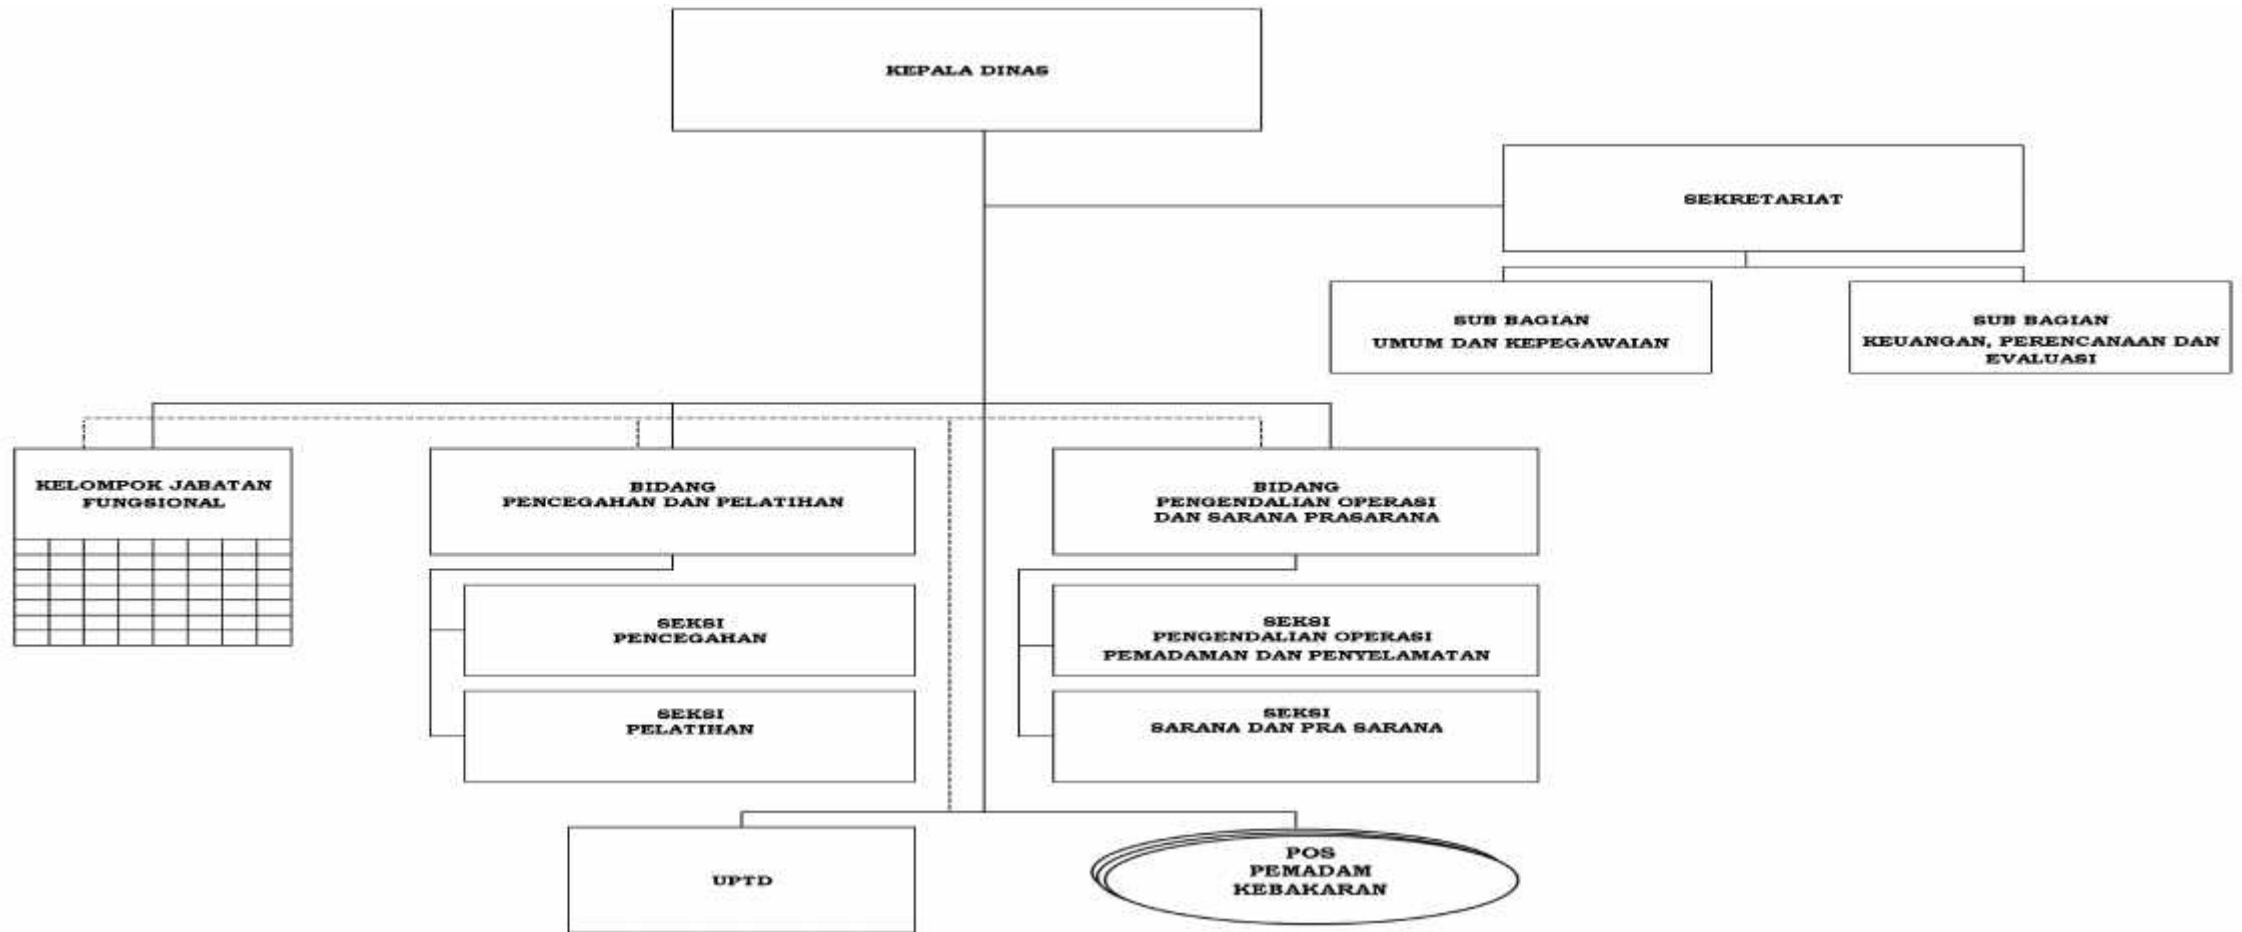 KEPALA DINAS
SEKRETARIAT
SUB BAGIAN
UMUM DAN KEPEGAWAIAN
SUB BAGIAN
KEUANGAN, PERENCANAAN DAN
EVALUASI
KELOMPOK JABATAN
FUNGSIONAL
BIDANG
PENCEGAHAN DAN PELATIHAN
BIDANG
PENGENDALIAN OPERASI
DAN SARANA PRASARANA
SEKSI
PENCEGAHAN
SEKSI
PENGENDALIAN OPERASI
PEMADAMAN DAN PENYELAMATAN
SEKSI
PELATIHAN
SEKSI
SARANA DAN PRA SARANA
UPTD
POS
PEMADAM
KEBAKARAN